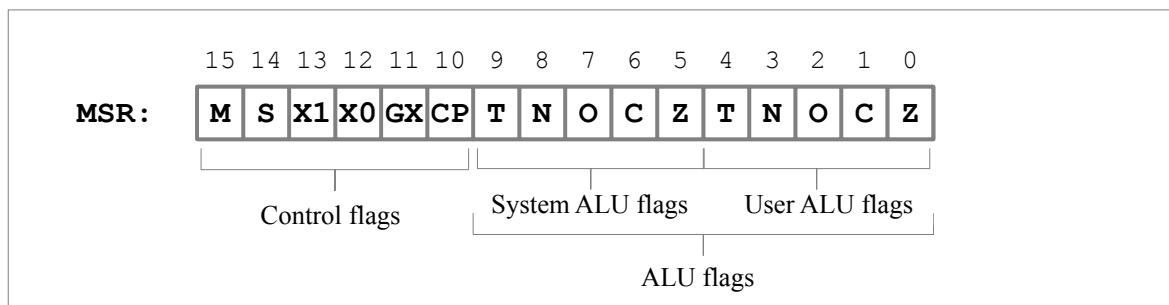 15 14 13 12 11 10 9 8 7 6 5 4 3 2 1 0
MSR: M S X1 X0 GX CP T N O C Z T N O C Z
Control flags System ALU flags User ALU flags
ALU flags